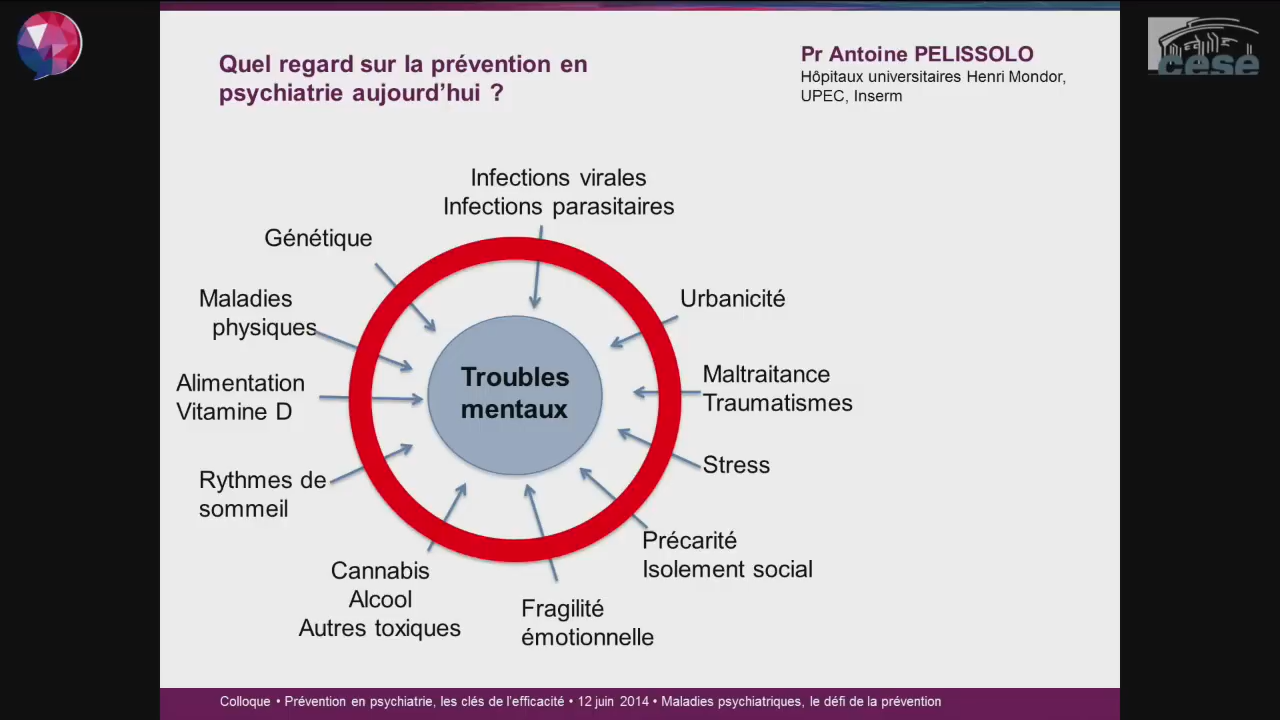 Quel regard sur la prévention en
psychiatrie aujourd’hui ?
Pr Antoine PELISSOLO
Hôpitaux universitaires Henri Mondor,
UPEC, Inserm
cese
Infections virales
Infections parasitaires
Génétique
Maladies
physiques
Alimentation
Vitamine D
Rythmes de
sommeil
Cannabis
Alcool
Autres toxiques
Fragilité
émotionnelle
Précarité
Isolement social
Stress
Maltraitance
Traumatismes
Urbanicité
Troubles
mentaux
Colloque • Prévention en psychiatrie, les clés de l’efficacité • 12 juin 2014 • Maladies psychiatriques, le défi de la prévention